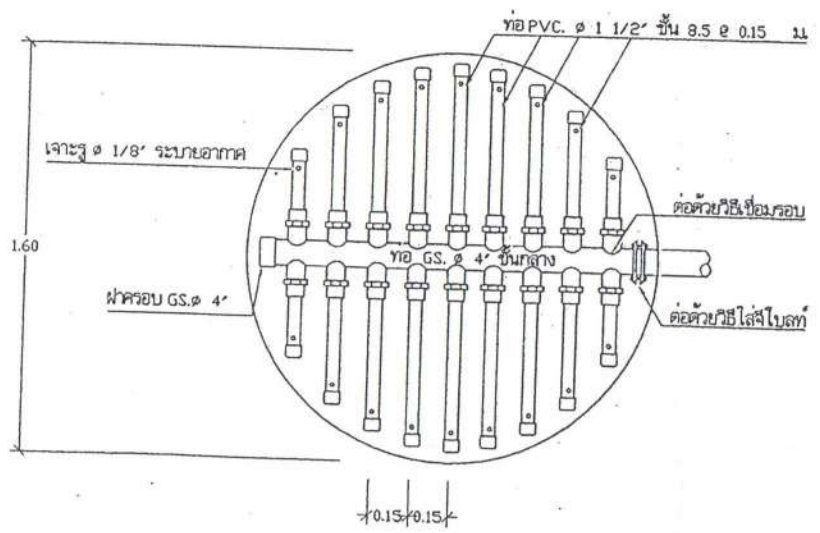 ท่อ PVC. ø 1 1/2" ชั้น 8.5 @ 0.15 ม.
เจาะรู ø 1/8" ระบายอากาศ
ต่อด้วยวิธีเชื่อมรอบ
1.60
ท่อ GS. ø 4" ชั้นกลาง
ฝาครอบ GS.ø 4"
ต่อด้วยวิธีใส่จีโบลท์
0.15
0.15